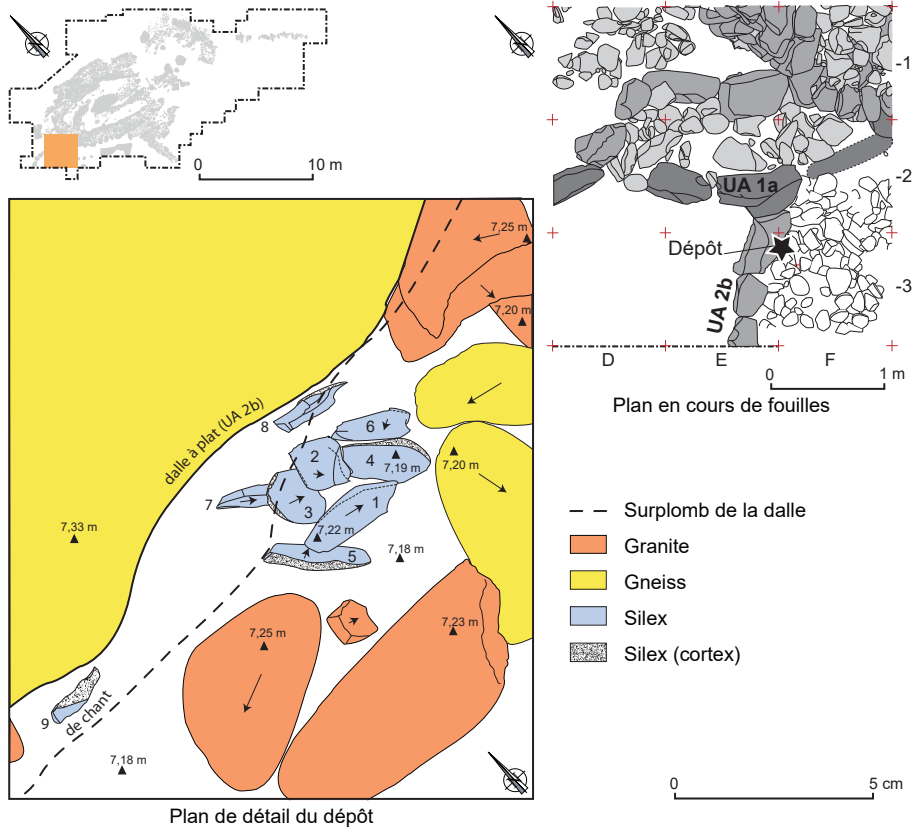 0 10 m
-1
-2
-3
UA 1a
Dépôt
UA 2b
D E F
0 1 m
Plan en cours de fouilles
7,25 m
7,20 m
dalle à plat (UA 2b)
8
6
2
4
7,19 m
7,20 m
7
3
1
7,33 m
7,22 m
5
7,18 m
7,25 m
7,23 m
9
de chant
7,18 m
Plan de détail du dépôt
Surplomb de la dalle
Granite
Gneiss
Silex
Silex (cortex)
0 5 cm